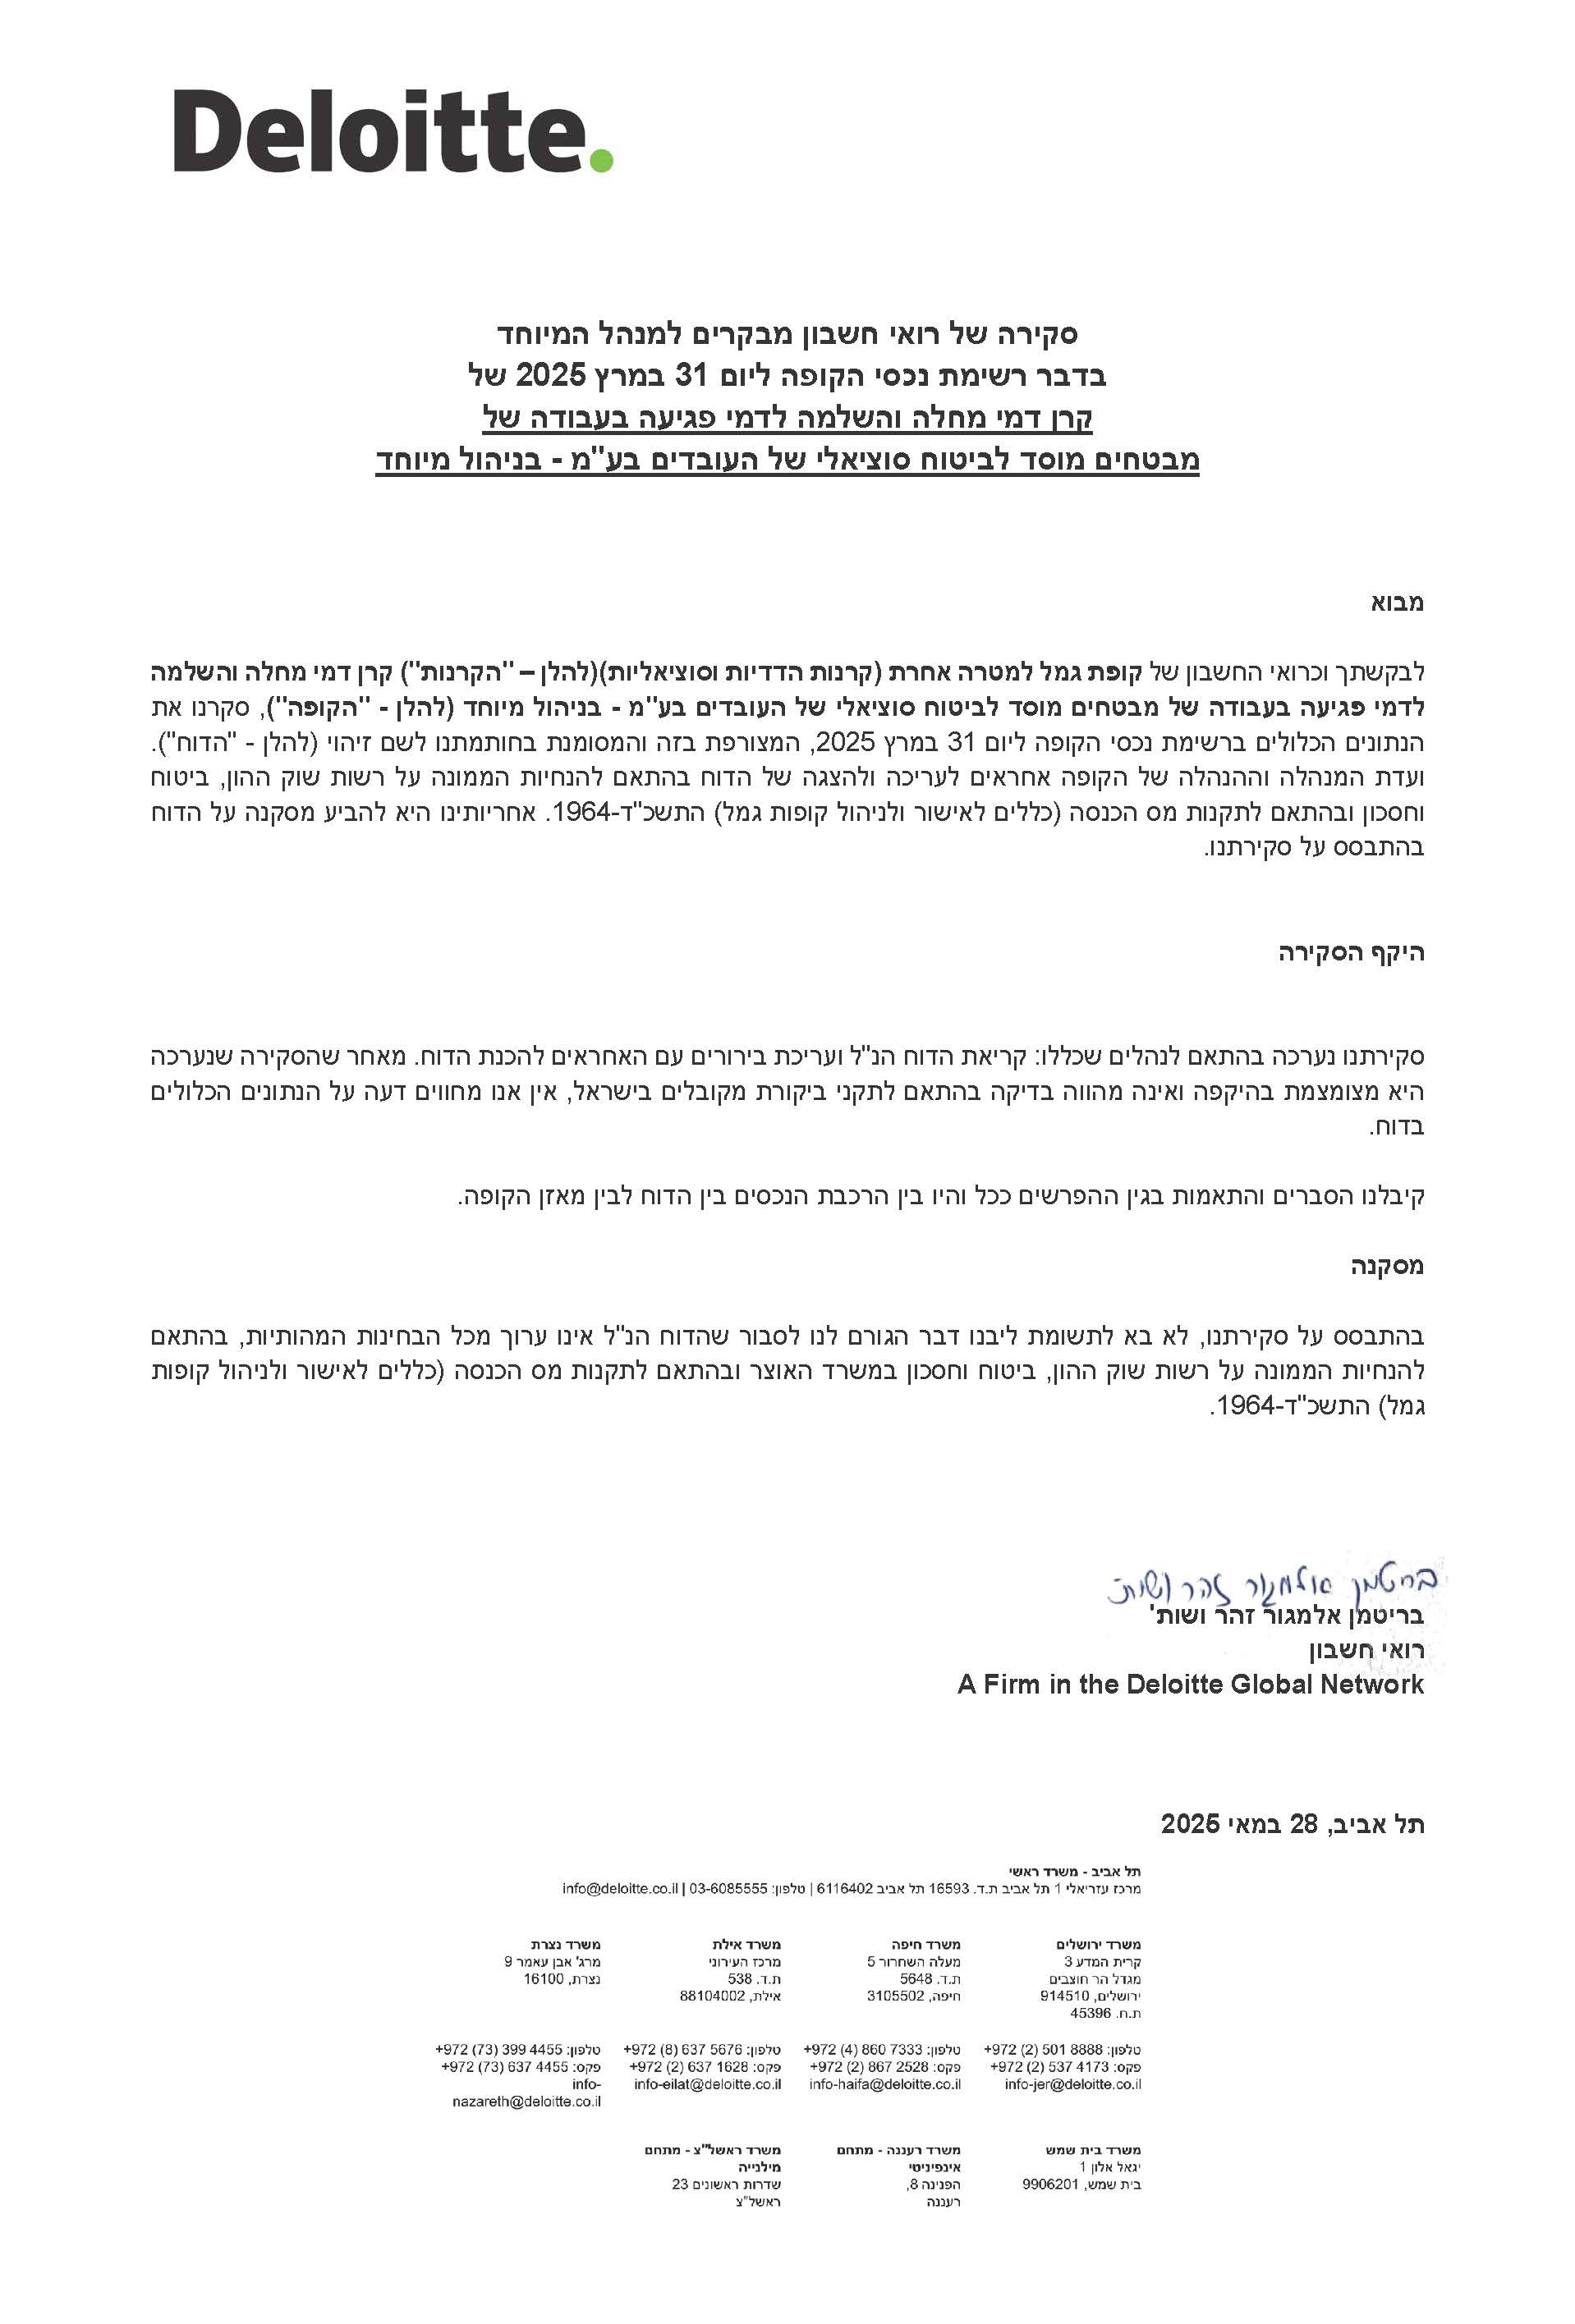 Deloitte.
סקירה של רואי חשבון מבקרים למנהל המיוחד
בדבר רשימת נכסי הקופה ליום 31 במרץ 2025 של
קרן דמי מחלה והשלמה לדמי פגיעה בעבודה של
מבטחים מוסד לביטוח סוציאלי של העובדים בע"מ - בניהול מיוחד
מבוא
לבקשתך וכרואי החשבון של קופת גמל למטרה אחרת (קרנות הדדיות וסוציאליות)(להלן – "הקרנות") קרן דמי מחלה והשלמה
לדמי פגיעה בעבודה של מבטחים מוסד לביטוח סוציאלי של העובדים בע"מ - בניהול מיוחד (להלן - "הקופה"), סקרנו את
הנתונים הכלולים ברשימת נכסי הקופה ליום 31 במרץ 2025, המצורפת בזה והמסומנת בחותמתנו לשם זיהוי (להלן - "הדוח").
ועדת המנהלה וההנהלה של הקופה אחראים לעריכה ולהצגה של הדוח בהתאם להנחיות הממונה על רשות שוק ההון, ביטוח
וחסכון ובהתאם לתקנות מס הכנסה (כללים לאישור ולניהול קופות גמל) התשכ"ד-1964. אחריותינו היא להביע מסקנה על הדוח
בהתבסס על סקירתנו.
היקף הסקירה
סקירתנו נערכה בהתאם לנהלים שכללו: קריאת הדוח הנ"ל ועריכת בירורים עם האחראים להכנת הדוח. מאחר שהסקירה שנערכה
היא מצומצמת בהיקפה ואינה מהווה בדיקה בהתאם לתקני ביקורת מקובלים בישראל, אין אנו מחווים דעה על הנתונים הכלולים
בדוח.
קיבלנו הסברים והתאמות בגין ההפרשים ככל והיו בין הרכבת הנכסים בין הדוח לבין מאזן הקופה.
מסקנה
בהתבסס על סקירתנו, לא בא לתשומת ליבנו דבר הגורם לנו לסבור שהדוח הנ"ל אינו ערוך מכל הבחינות המהותיות, בהתאם
להנחיות הממונה על רשות שוק ההון, ביטוח וחסכון במשרד האוצר ובהתאם לתקנות מס הכנסה (כללים לאישור ולניהול קופות
גמל) התשכ"ד-1964.
בריטמן אלמגור זהר ושות'
בריטמן אלמגור זהר ושות'
רואי חשבון
A Firm in the Deloitte Global Network
תל אביב, 28 במאי 2025
תל אביב - משרד ראשי
מרכז עזריאלי 1 תל אביב ת.ד. 16593 תל אביב 6116402 | טלפון: 03-6085555 | info@deloitte.co.il
משרד ירושלים
קרית המדע 3
מגדל הר חוצבים
ירושלים, 914510
ת.ח. 45396
טלפון: +972 (2) 501 8888
פקס: +972 (2) 537 4173
info-jer@deloitte.co.il
משרד חיפה
מעלה השחרור 5
ת.ד. 5648
חיפה, 3105502
טלפון: +972 (4) 860 7333
פקס: +972 (2) 867 2528
info-haifa@deloitte.co.il
משרד אילת
מרכז העירוני
ת.ד. 538
אילת, 88104002
טלפון: +972 (8) 637 5676
פקס: +972 (2) 637 1628
info-eilat@deloitte.co.il
משרד נצרת
מרג' אבן עאמר 9
נצרת, 16100
טלפון: +972 (73) 399 4455
פקס: +972 (73) 637 4455
info-
nazareth@deloitte.co.il
משרד בית שמש
יגאל אלון 1
בית שמש, 9906201
משרד רעננה - מתחם
אינפיניטי
הפנינה 8,
רעננה
משרד ראשל"צ - מתחם
מילנייה
שדרות ראשונים 23
ראשל"צ